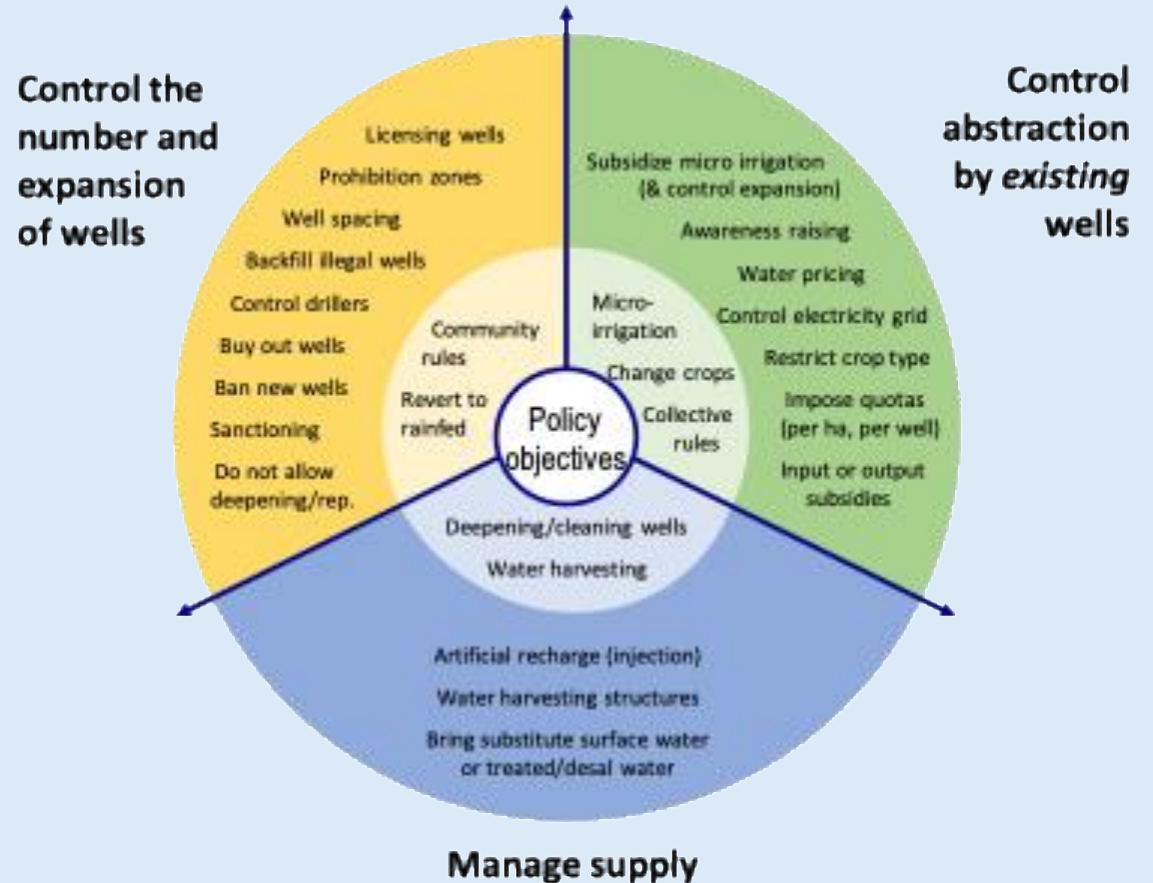 Control the
number and
expansion
of wells
Control
abstraction
by existing
wells
Licensing wells
Prohibition zones
Well spacing
Backfill illegal wells
Control drillers
Buy out wells
Ban new wells
Sanctioning
Do not allow
deepening/rep.
Community
rules
Revert to
rainfed
Subsidize micro irrigation
(& control expansion)
Awareness raising
Water pricing
Control electricity grid
Restrict crop type
Impose quotas
(per ha, per well)
Input or output
subsidies
Micro-
irrigation
Change crops
Collective
rules
Policy
objectives
Deepening/cleaning wells
Water harvesting
Artificial recharge (injection)
Water harvesting structures
Bring substitute surface water
or treated/desal water
Manage supply